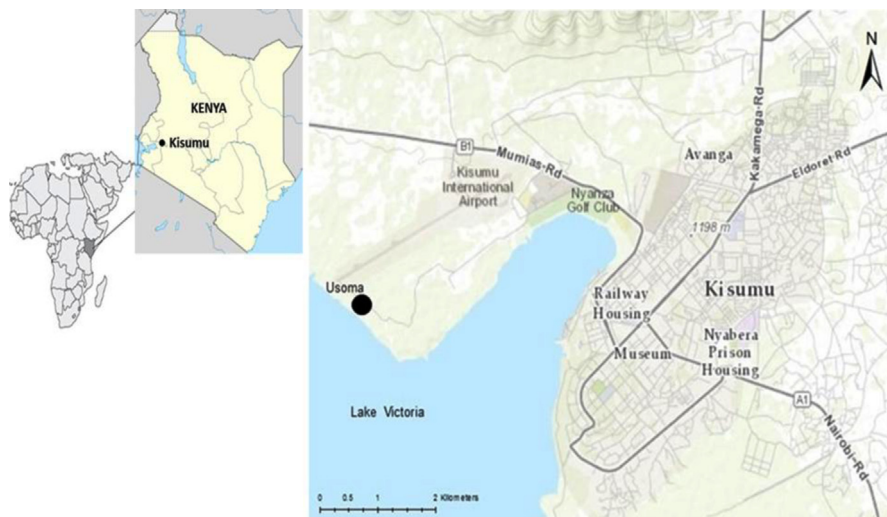 KENYA
Kisumu
N
B1
Mumias-Rd
Kisumu
International
Airport
Nyanza
Golf Club
Avanga
Kakamega-Rd
Eldoret Rd
1198 m
Usoma
Railway
Housing
Kisumu
Museum
Nyabera
Prison
Housing
Lake Victoria
A1
Nairobi-Rd
0 0.5 1 2 Kilometers